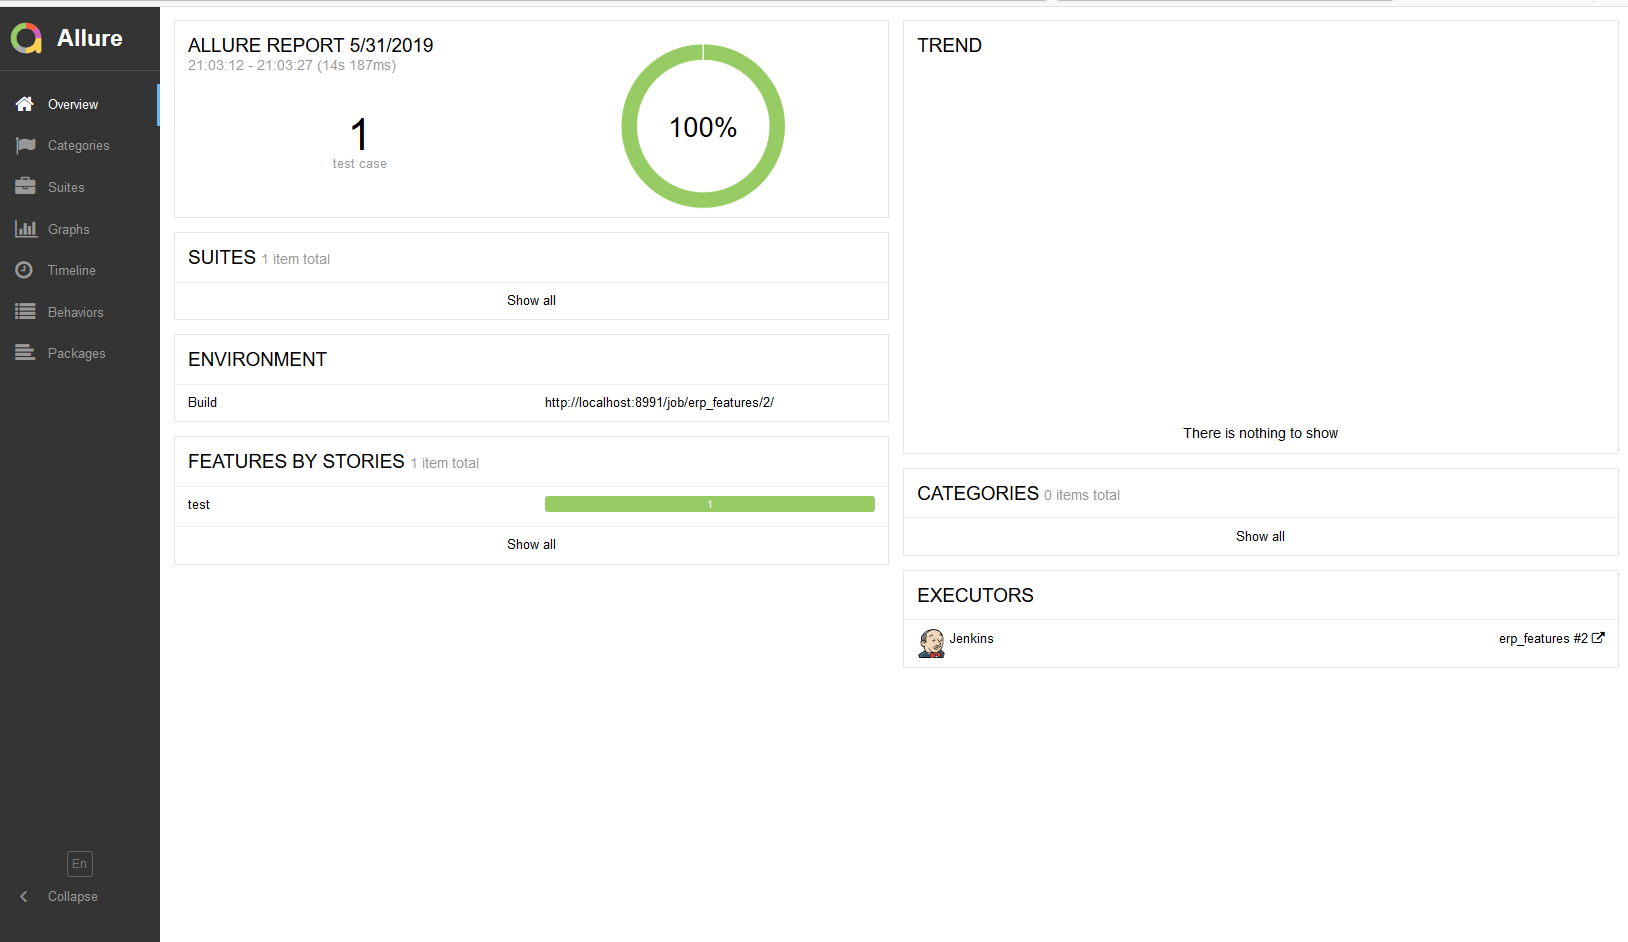 Allure
Overview
Categories
Suites
Graphs
Timeline
Behaviors
Packages
En
Collapse
ALLURE REPORT 5/31/2019
21:03:12 - 21:03:27 (14s 187ms)
1
test case
100%
SUITES 1 item total
Show all
ENVIRONMENT
Build http://localhost:8991/job/erp_features/2/
FEATURES BY STORIES 1 item total
test 1
Show all
TREND
There is nothing to show
CATEGORIES 0 items total
Show all
EXECUTORS
Jenkins erp_features #2